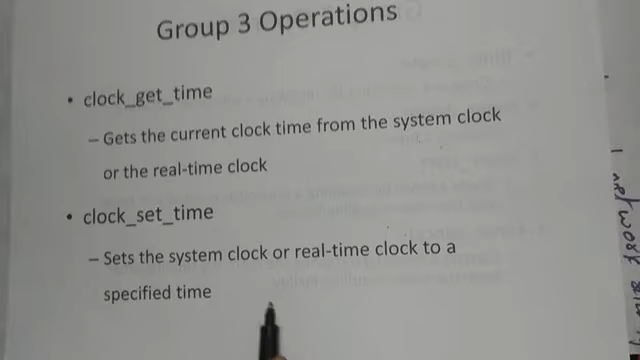 Group 3 Operations
• clock_get_time
– Gets the current clock time from the system clock
or the real-time clock
• clock_set_time
– Sets the system clock or real-time clock to a
specified time